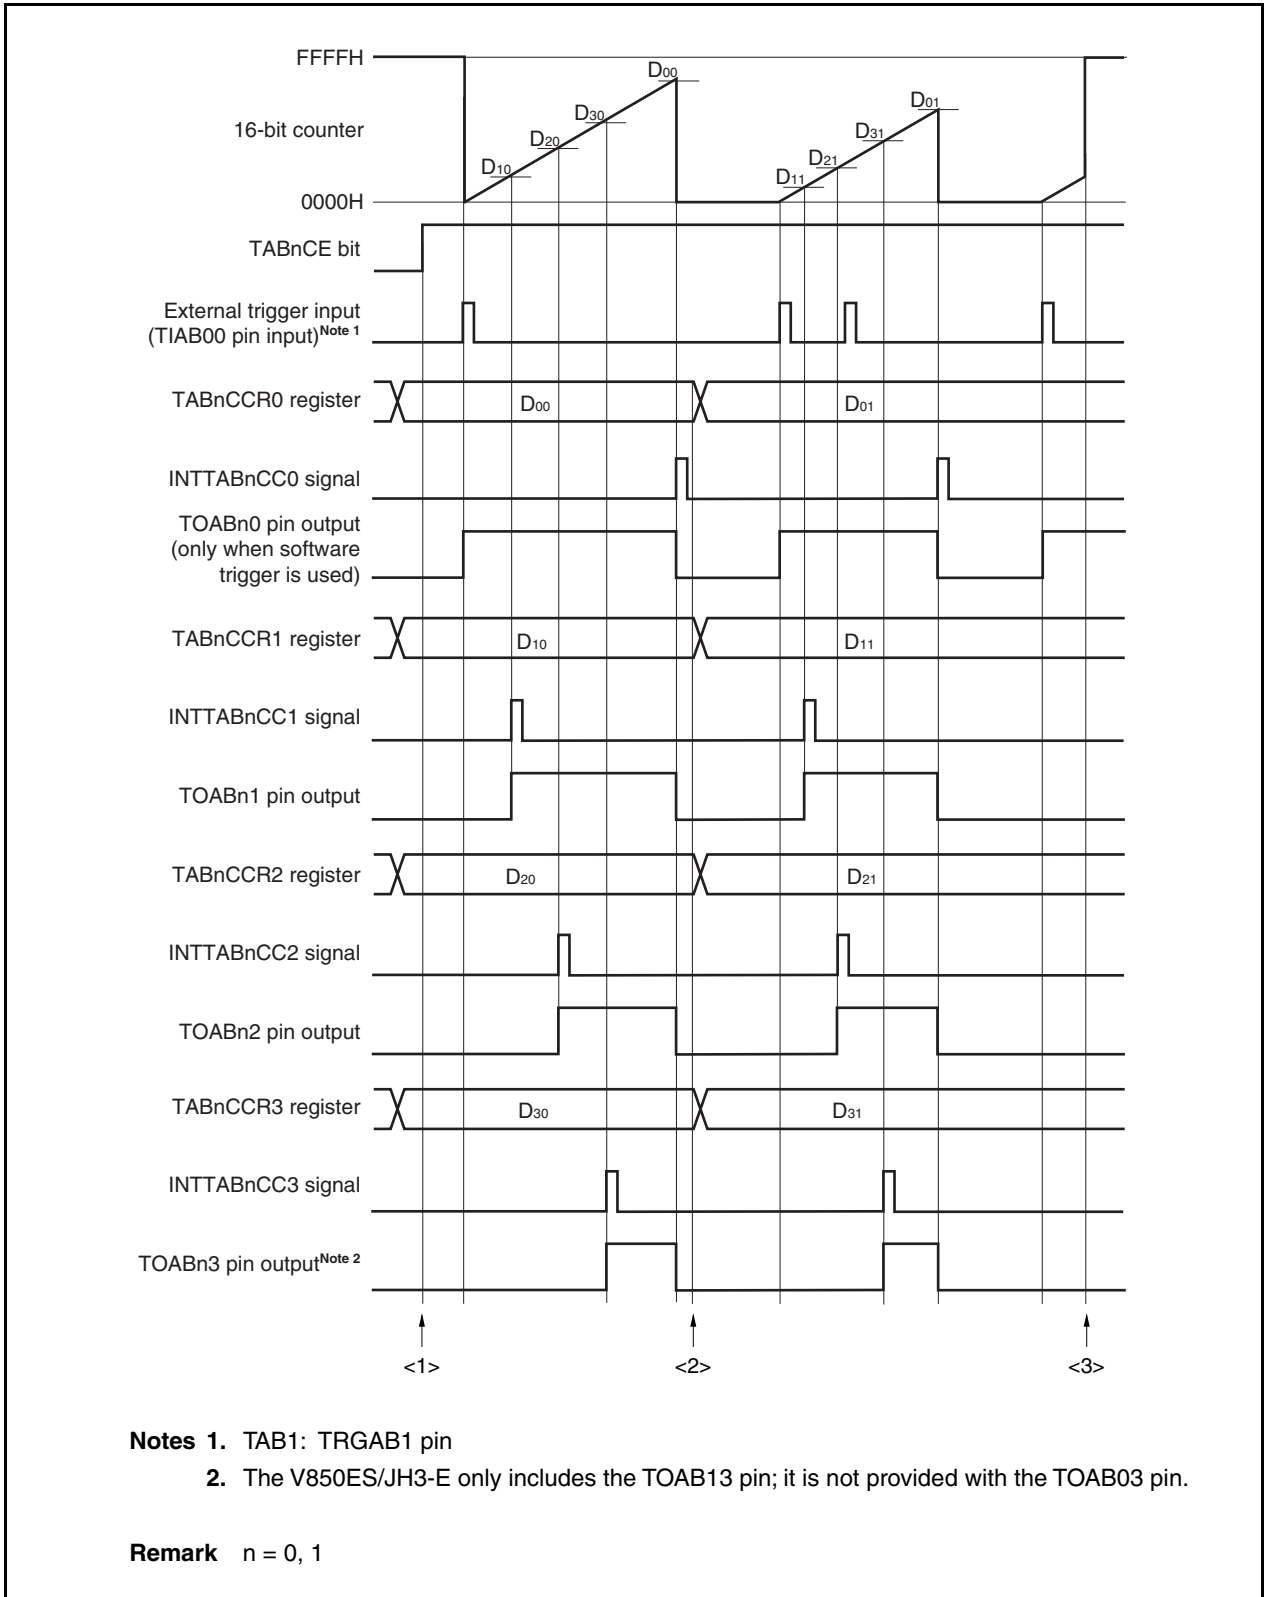 FFFFH
D00
D01
16-bit counter
D30
D31
D20
D21
D10
D11
0000H
TABnCE bit
External trigger input
(TIAB00 pin input)Note 1
TABnCCR0 register
D00
D01
INTTABnCC0 signal
TOABn0 pin output
(only when software
trigger is used)
TABnCCR1 register
D10
D11
INTTABnCC1 signal
TOABn1 pin output
TABnCCR2 register
D20
D21
INTTABnCC2 signal
TOABn2 pin output
TABnCCR3 register
D30
D31
INTTABnCC3 signal
TOABn3 pin outputNote 2
<1>
<2>
<3>
Notes 1. TAB1: TRGAB1 pin
2. The V850ES/JH3-E only includes the TOAB13 pin; it is not provided with the TOAB03 pin.
Remark n = 0, 1